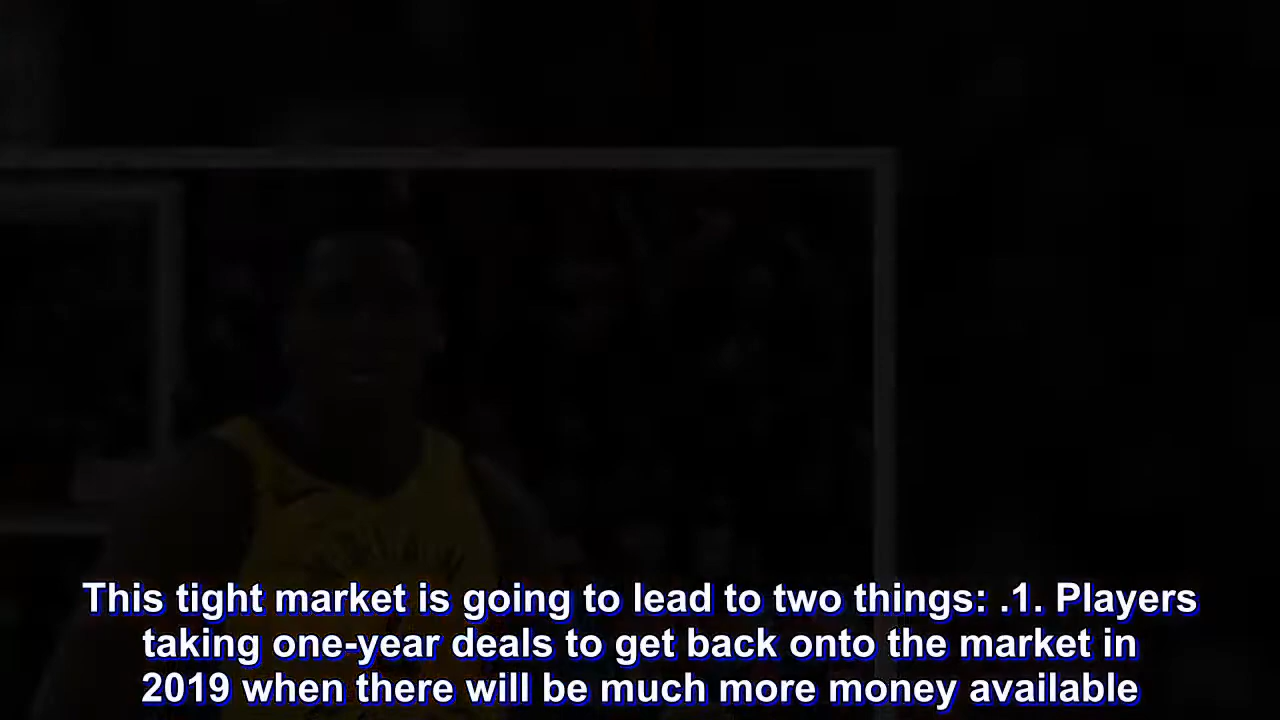 This tight market is going to lead to two things: .1. Players
taking one-year deals to get back onto the market in
2019 when there will be much more money available